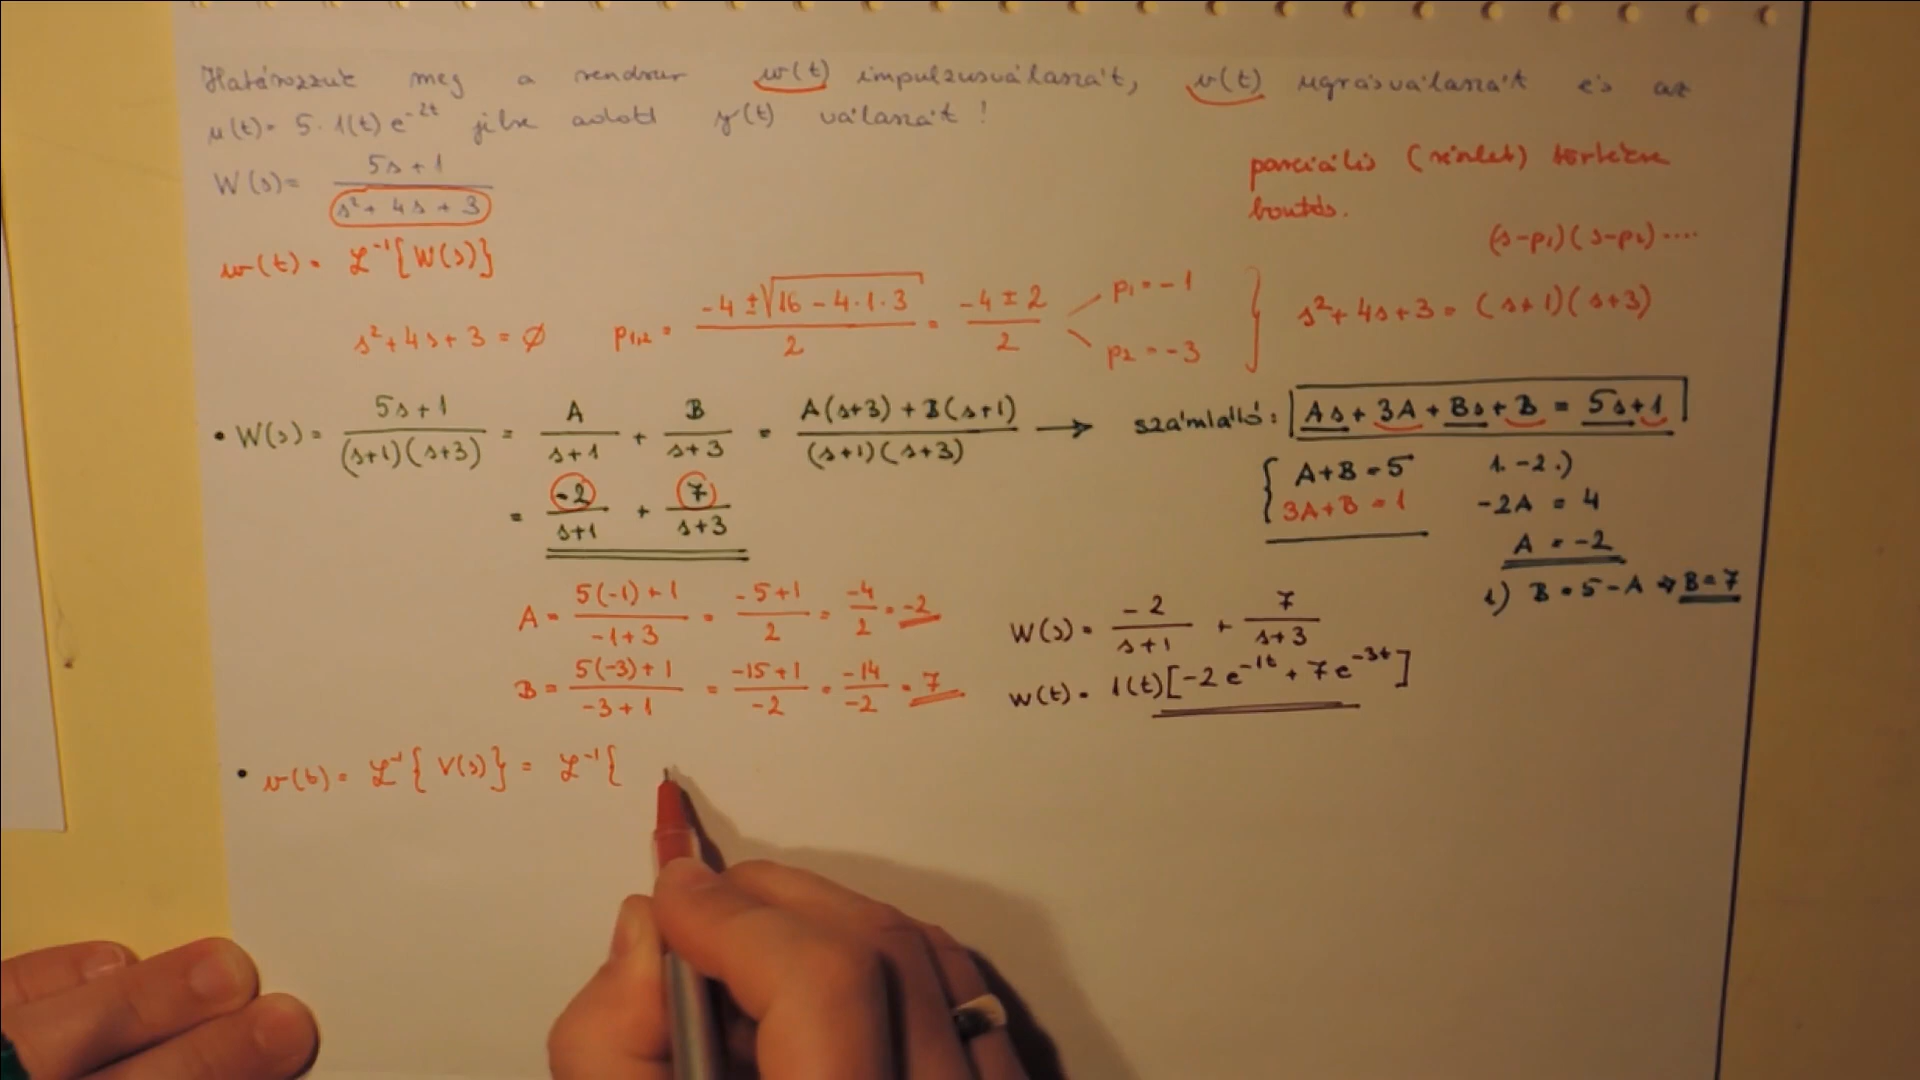 Határozzuk meg a rendszer w(t) impulzusválaszát, v(t) ugrásválaszát és az
u(t) = 5 · 1(t) e^-2t jelre adott y(t) válaszát !
W(s) = (5s+1)/(s²+4s+3)
parciális (részlet) törtekre
bontás.
w(t) = ℒ^-1{W(s)}
(s-p1)(s-p2)....
s²+4s+3 = ∅ p1,2 = (-4 ± √(16 - 4·1·3))/2 = (-4 ± 2)/2 p1 = -1 p2 = -3 } s²+4s+3 = (s+1)(s+3)
• W(s) = (5s+1)/((s+1)(s+3)) = A/(s+1) + B/(s+3) = (A(s+3) + B(s+1))/((s+1)(s+3)) → számláló: As + 3A + Bs + B = 5s+1
= -2/(s+1) + 7/(s+3)
{ A+B = 5
3A+B = 1
1. -2.)
-2A = 4
A = -2
1) B = 5-A ⇒ B = 7
A = (5(-1)+1)/(-1+3) = (-5+1)/2 = -4/2 = -2
B = (5(-3)+1)/(-3+1) = (-15+1)/-2 = -14/-2 = 7
W(s) = -2/(s+1) + 7/(s+3)
w(t) = 1(t)[-2e^-1t + 7e^-3t]
• v(t) = ℒ^-1{V(s)} = ℒ^-1{